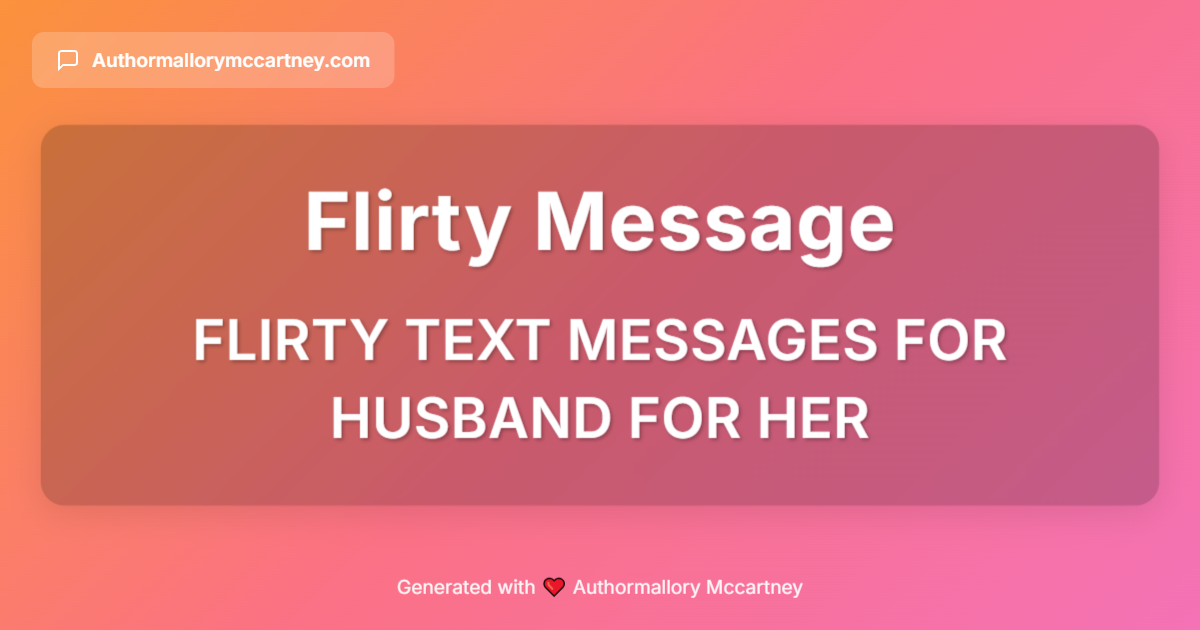 Authormallorymccartney.com
Flirty Message
FLIRTY TEXT MESSAGES FOR
HUSBAND FOR HER
Generated with ❤️ Authormallory Mccartney